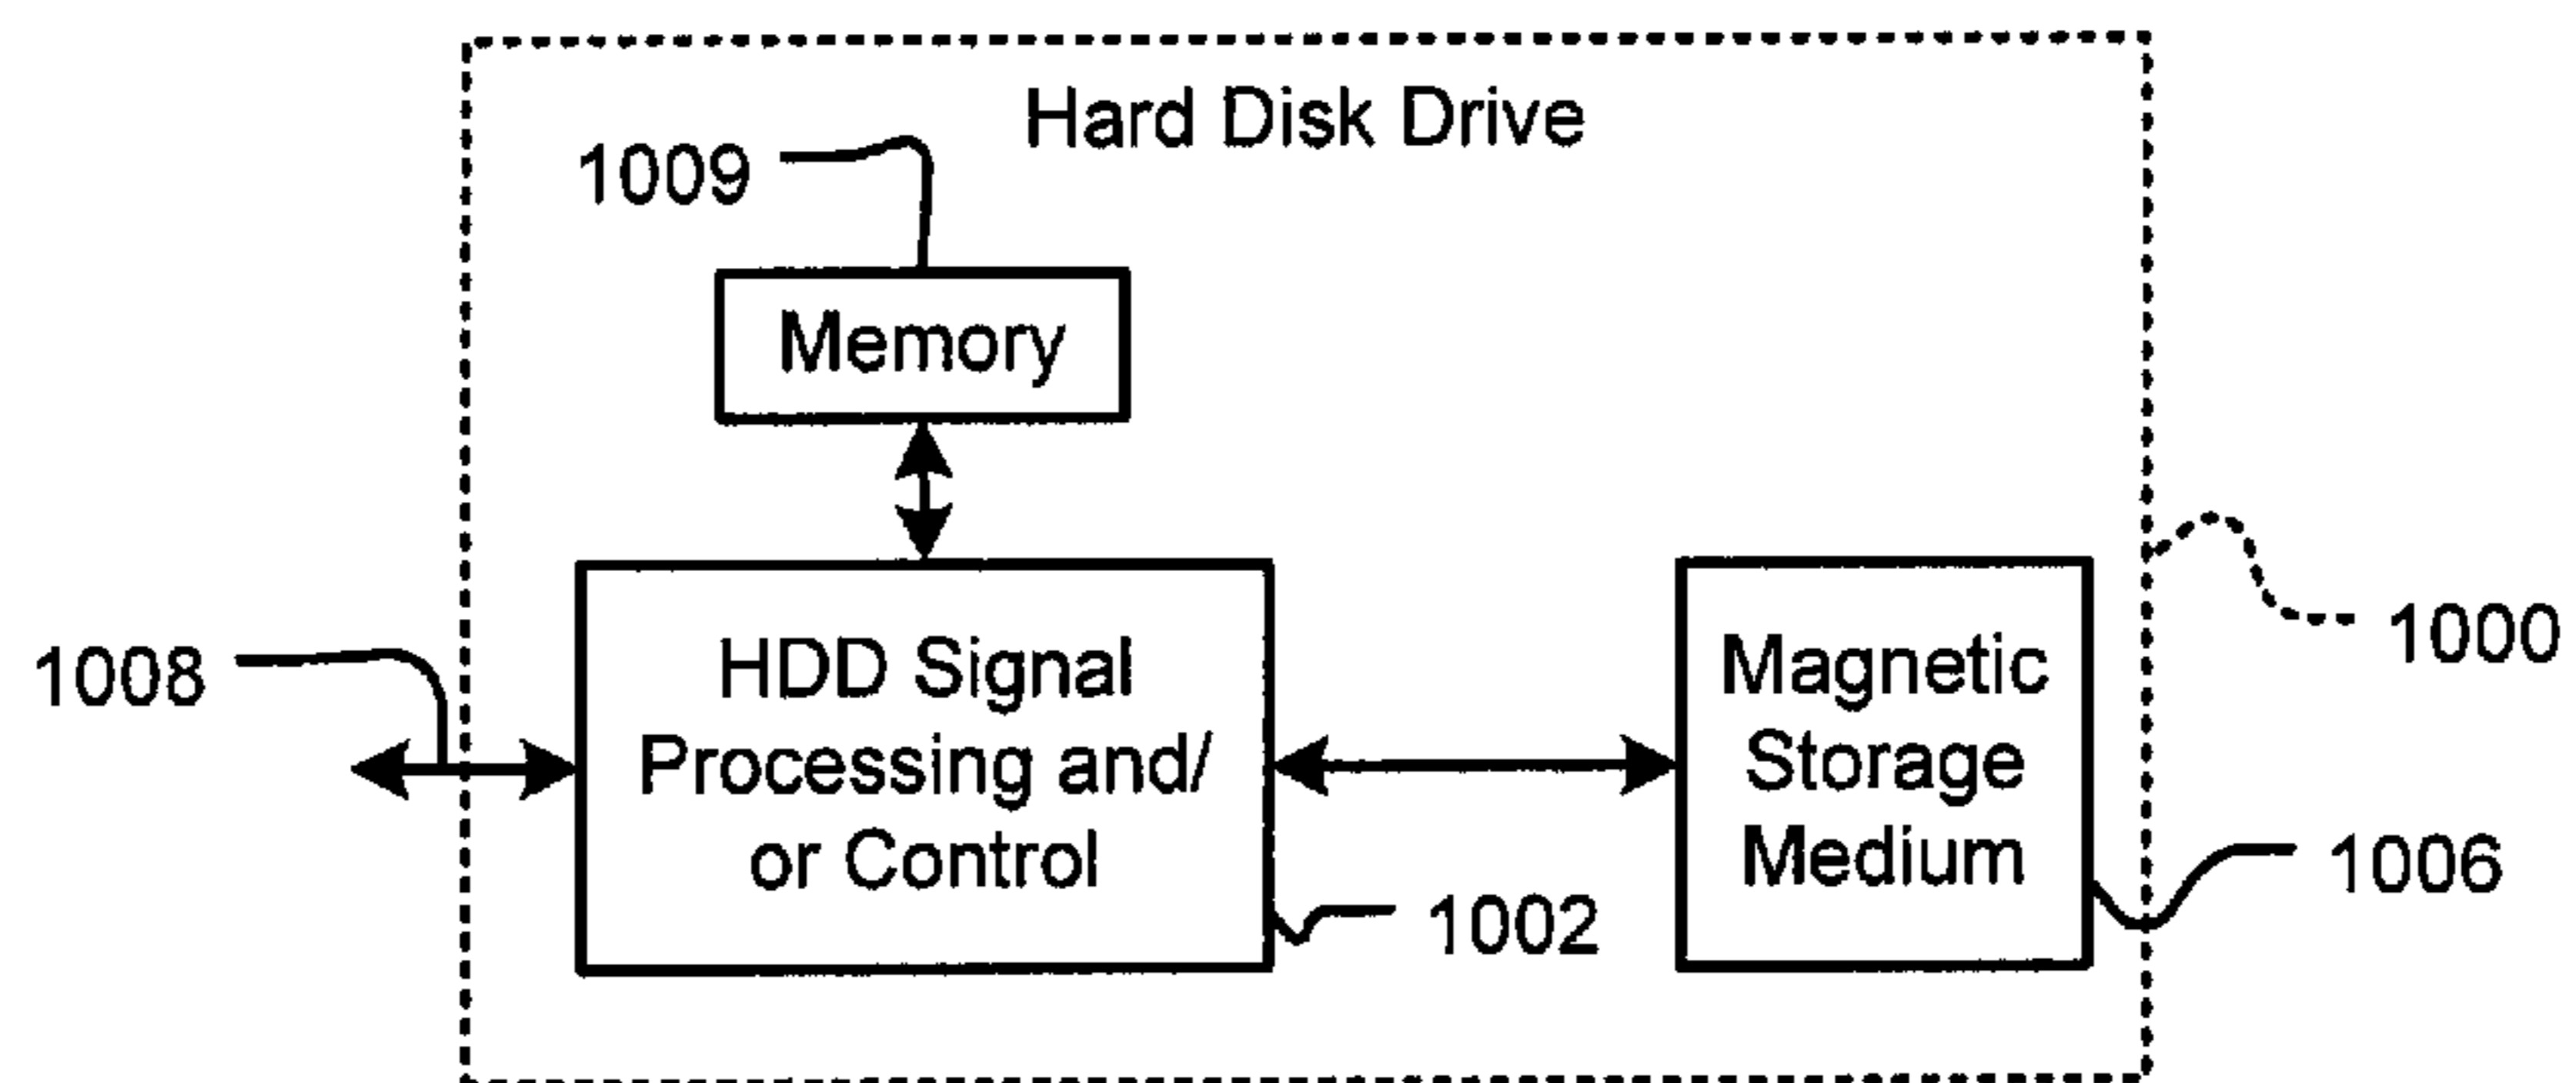 Hard Disk Drive
1009
Memory
1008
HDD Signal
Processing and/
or Control
1002
Magnetic
Storage
Medium
1000
1006